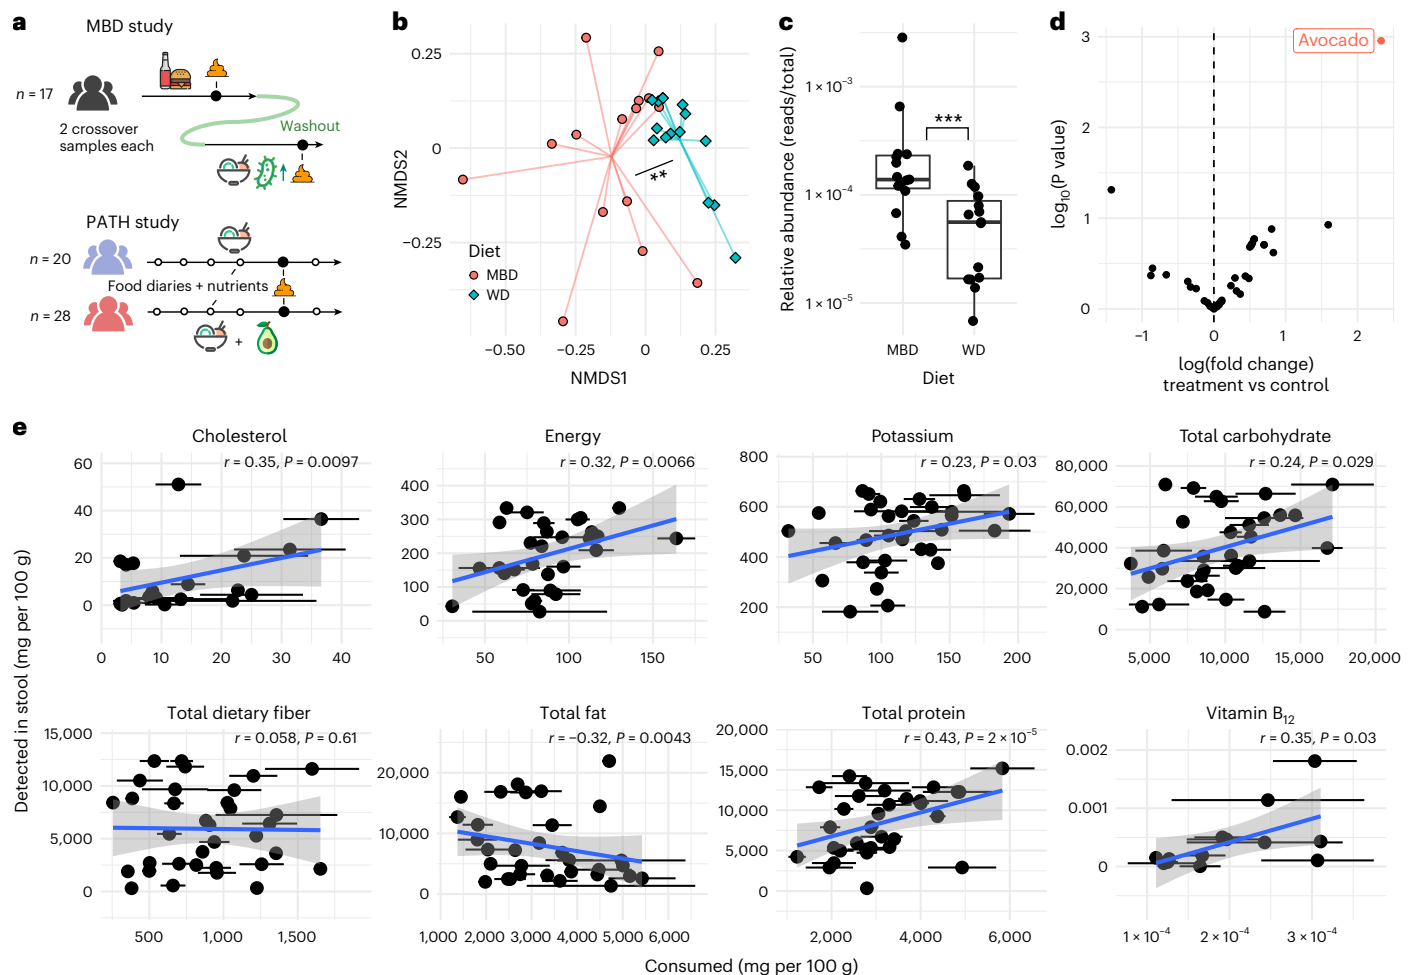 a
MBD study
n = 17
2 crossover
samples each
Washout
PATH study
n = 20
Food diaries + nutrients
n = 28
+
b
0.25
0
−0.25
NMDS2
**
Diet
MBD
WD
−0.50
−0.25
0
0.25
NMDS1
c
Relative abundance (reads/total)
1 × 10⁻³
1 × 10⁻⁴
1 × 10⁻⁵
***
MBD
WD
Diet
d
log₁₀(P value)
3
2
1
0
Avocado
−1
0
1
2
log(fold change)
treatment vs control
e
Detected in stool (mg per 100 g)
Cholesterol
r = 0.35, P = 0.0097
60
40
20
0
0
10
20
30
40
Energy
r = 0.32, P = 0.0066
400
300
200
100
0
50
100
150
Potassium
r = 0.23, P = 0.03
800
600
400
200
50
100
150
200
Total carbohydrate
r = 0.24, P = 0.029
80,000
60,000
40,000
20,000
0
5,000
10,000
15,000
20,000
Total dietary fiber
r = 0.058, P = 0.61
15,000
10,000
5,000
0
500
1,000
1,500
Total fat
r = −0.32, P = 0.0043
20,000
10,000
0
1,000
2,000
3,000
4,000
5,000
6,000
Total protein
r = 0.43, P = 2 × 10⁻⁵
20,000
15,000
10,000
5,000
0
2,000
4,000
6,000
Vitamin B₁₂
r = 0.35, P = 0.03
0.002
0.001
0
1 × 10⁻⁴
2 × 10⁻⁴
3 × 10⁻⁴
Consumed (mg per 100 g)